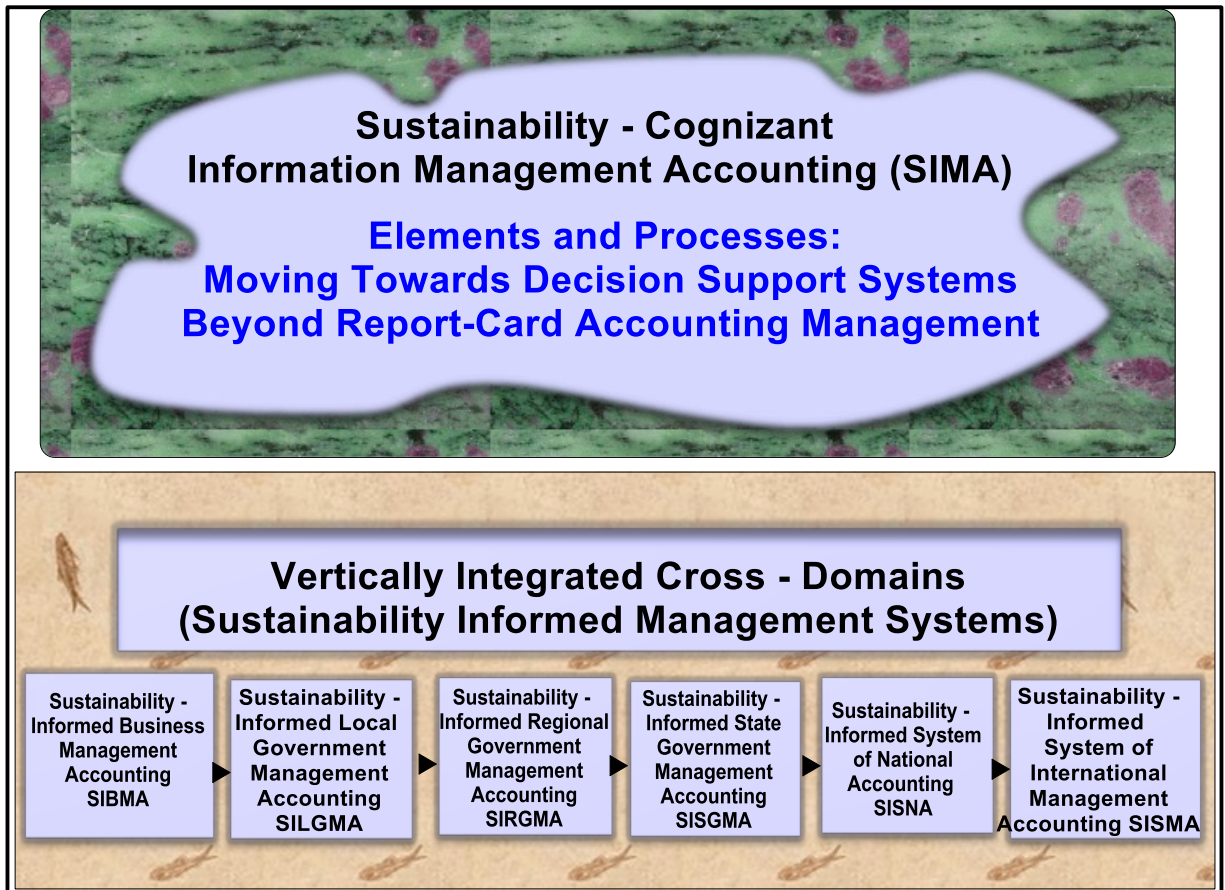 Sustainability - Cognizant
Information Management Accounting (SIMA)
Elements and Processes:
Moving Towards Decision Support Systems
Beyond Report-Card Accounting Management
Vertically Integrated Cross - Domains
(Sustainability Informed Management Systems)
Sustainability -
Informed Business
Management
Accounting
SIBMA
Sustainability -
Informed Local
Government
Management
Accounting
SILGMA
Sustainability -
Informed Regional
Government
Management
Accounting
SIRGMA
Sustainability -
Informed State
Government
Management
Accounting
SISGMA
Sustainability -
Informed System
of National
Accounting
SISNA
Sustainability -
Informed
System of
International
Management
Accounting SISMA